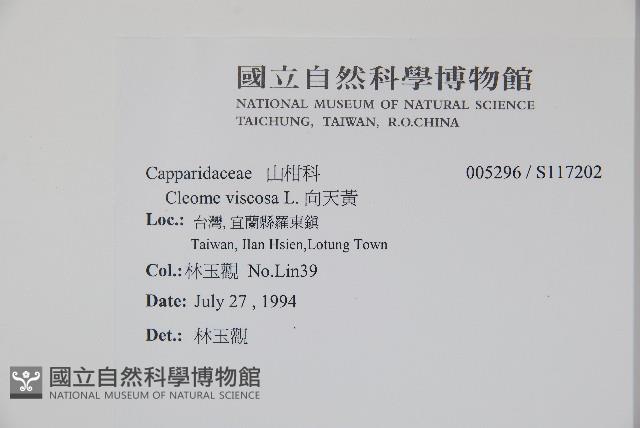 國立自然科學博物館
NATIONAL MUSEUM OF NATURAL SCIENCE
TAICHUNG, TAIWAN, R.O.CHINA
Capparidaceae 山柑科 005296 / S117202
Cleome viscosa L. 向天黃
Loc.: 台灣, 宜蘭縣羅東鎮
Taiwan, Ilan Hsien,Lotung Town
Col.: 林玉觀 No.Lin39
Date: July 27 , 1994
Det.: 林玉觀
國立自然科學博物館
NATIONAL MUSEUM OF NATURAL SCIENCE